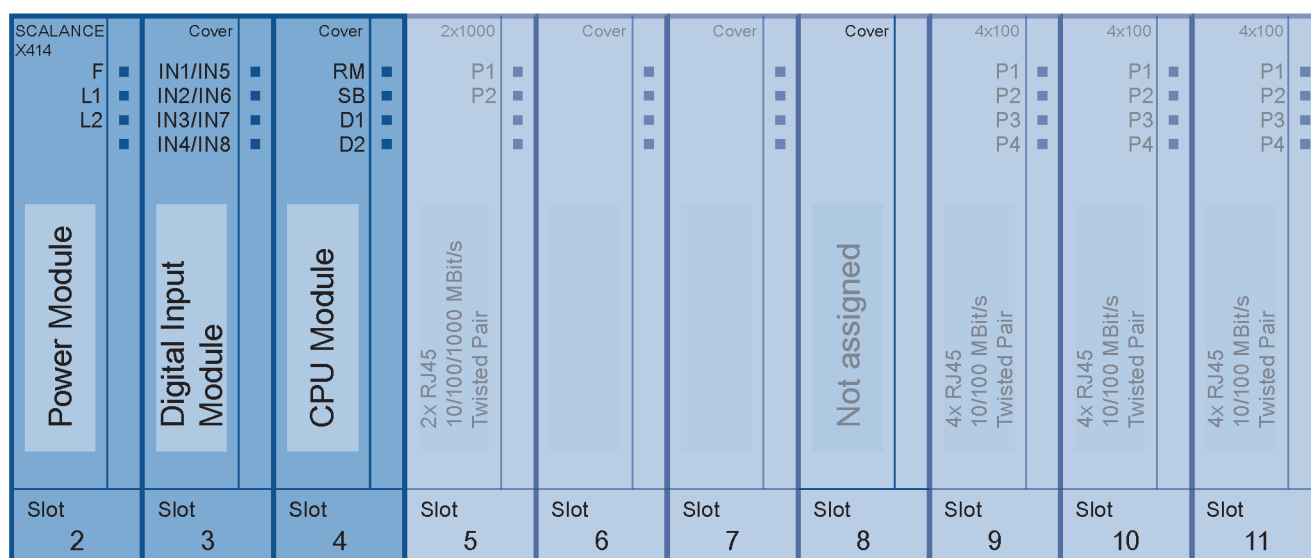 SCALANCE
X414
F
L1
L2
Power Module
Slot
2
Cover
IN1/IN5
IN2/IN6
IN3/IN7
IN4/IN8
Digital Input
Module
Slot
3
Cover
RM
SB
D1
D2
CPU Module
Slot
4
2x1000
P1
P2
2x RJ45
10/100/1000 MBit/s
Twisted Pair
Slot
5
Cover
Slot
6
Cover
Slot
7
Cover
Not assigned
Slot
8
4x100
P1
P2
P3
P4
4x RJ45
10/100 MBit/s
Twisted Pair
Slot
9
4x100
P1
P2
P3
P4
4x RJ45
10/100 MBit/s
Twisted Pair
Slot
10
4x100
P1
P2
P3
P4
4x RJ45
10/100 MBit/s
Twisted Pair
Slot
11